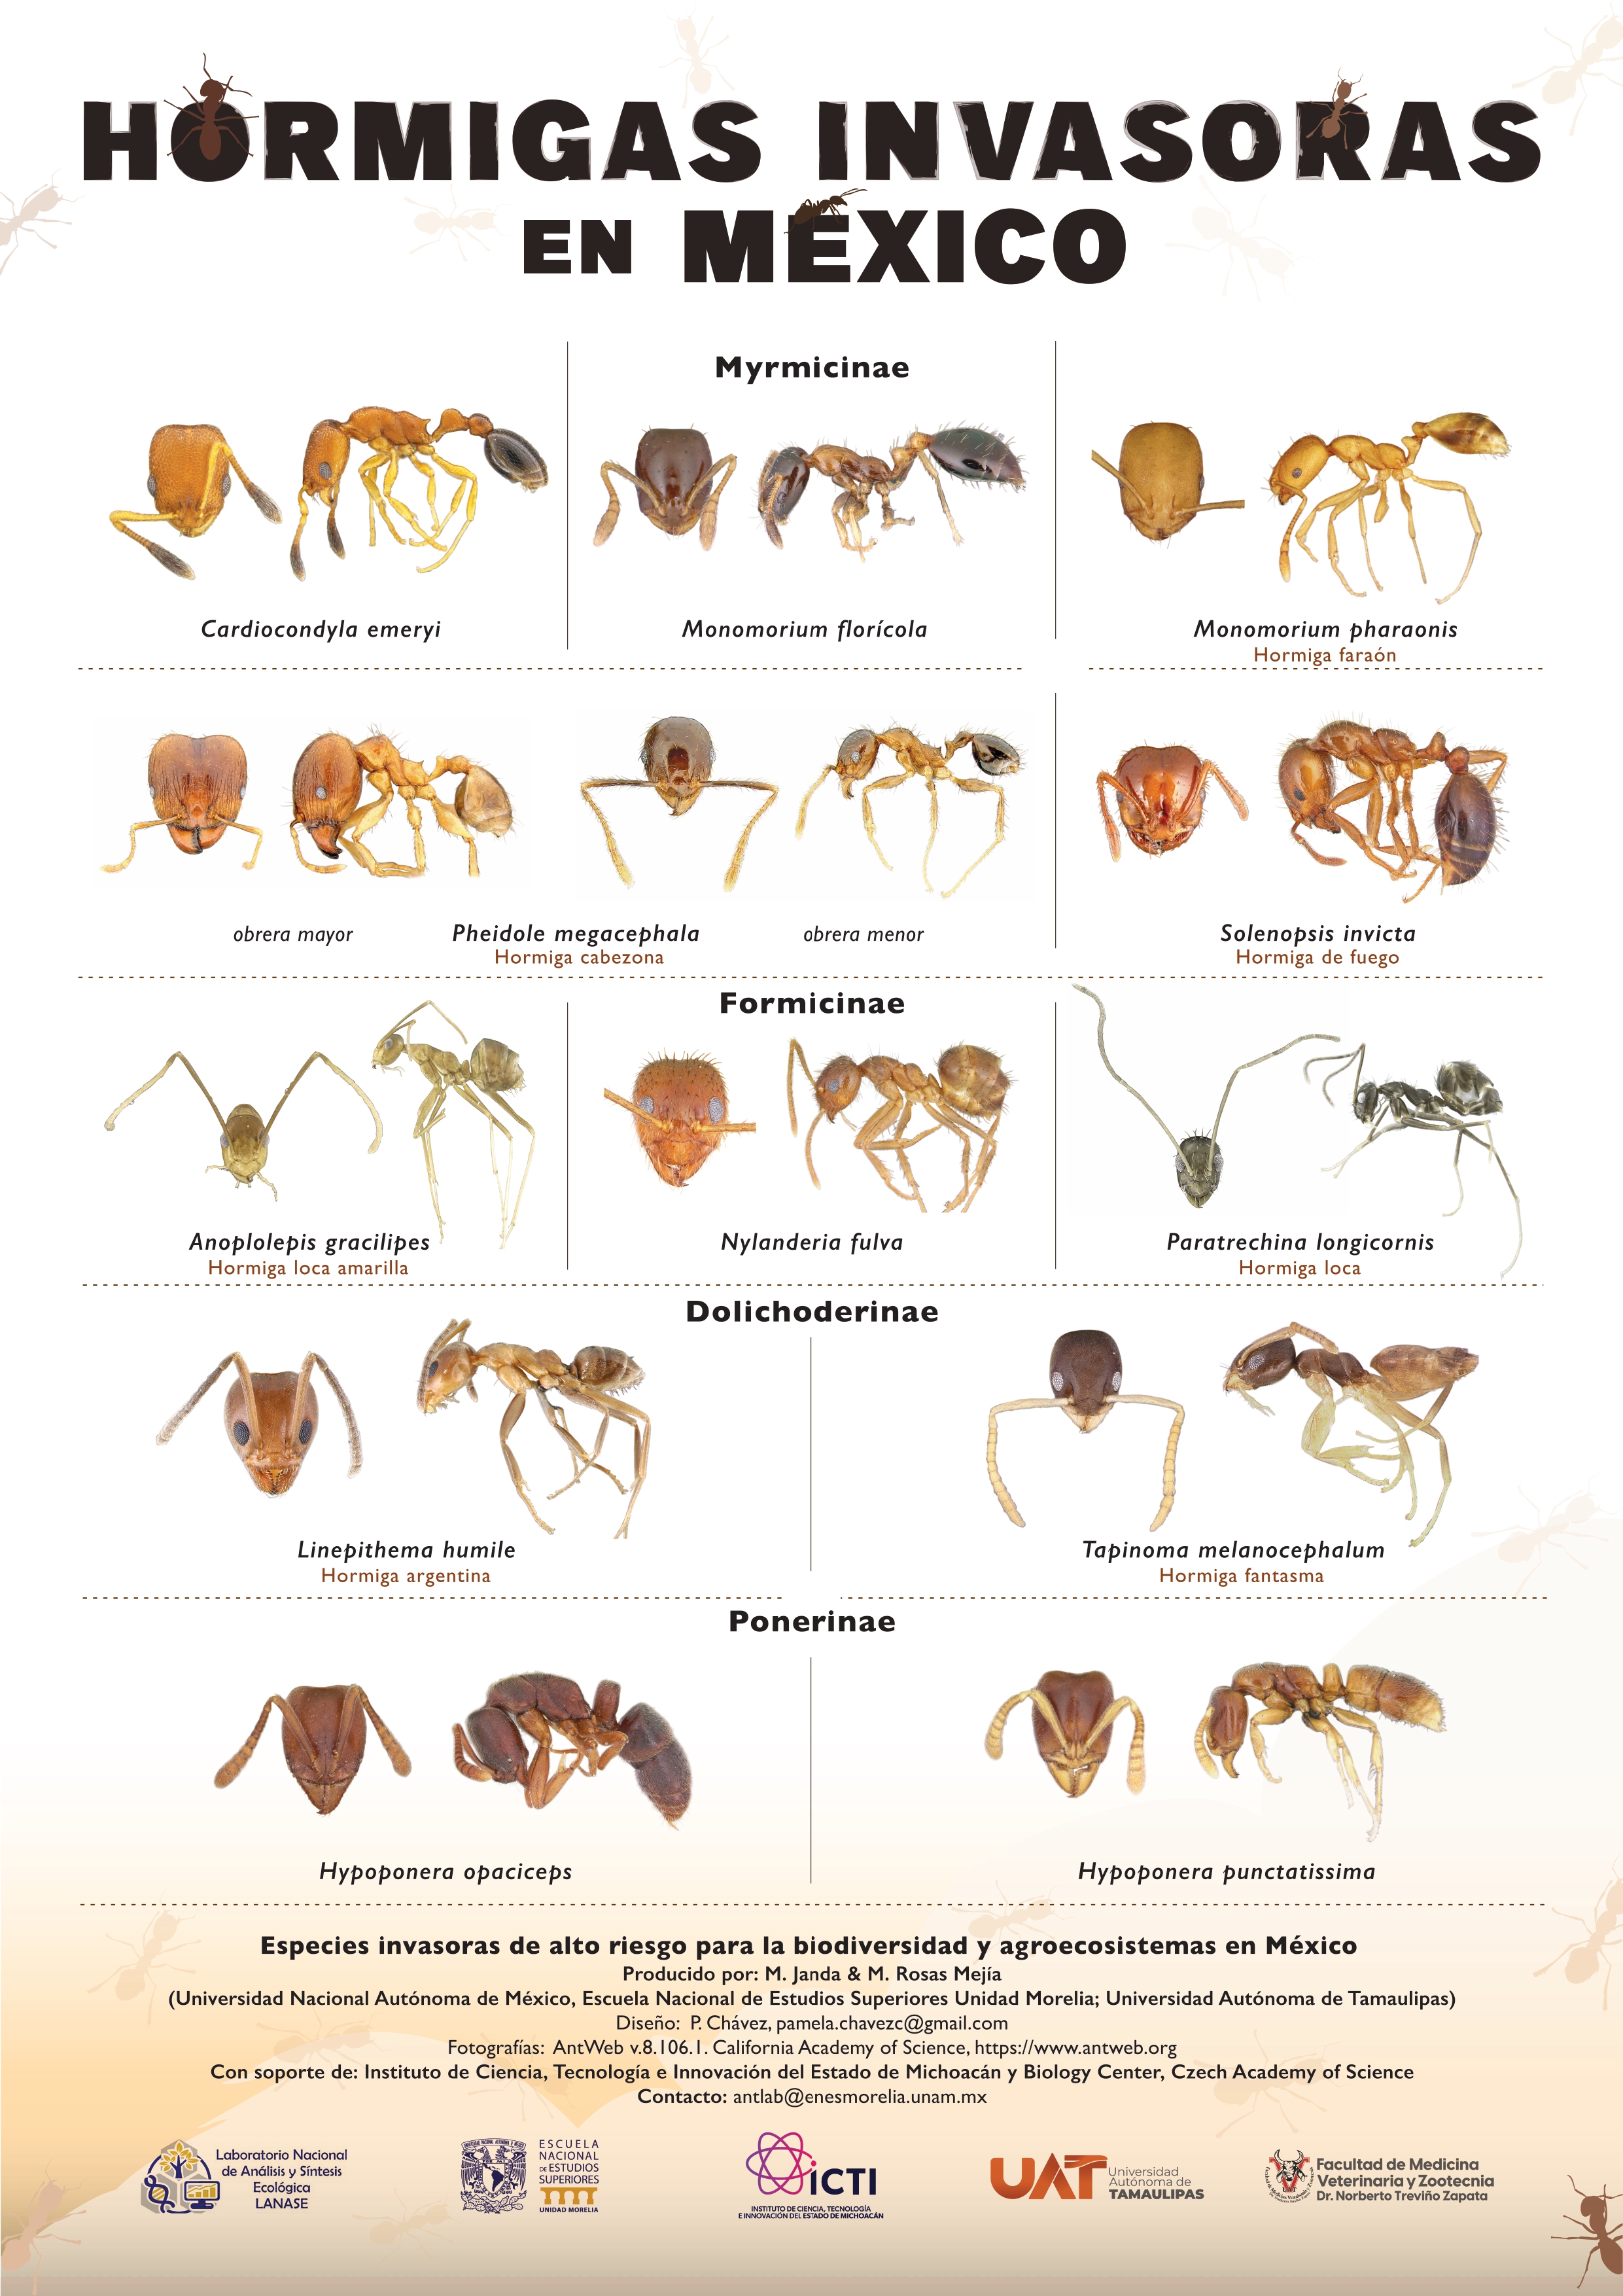 HORMIGAS INVASORAS
EN MÉXICO
Myrmicinae
Cardiocondyla emeryi
Monomorium florícola
Monomorium pharaonis
Hormiga faraón
obrera mayor
Pheidole megacephala
Hormiga cabezona
obrera menor
Solenopsis invicta
Hormiga de fuego
Formicinae
Anoplolepis gracilipes
Hormiga loca amarilla
Nylanderia fulva
Paratrechina longicornis
Hormiga loca
Dolichoderinae
Linepithema humile
Hormiga argentina
Tapinoma melanocephalum
Hormiga fantasma
Ponerinae
Hypoponera opaciceps
Hypoponera punctatissima
Especies invasoras de alto riesgo para la biodiversidad y agroecosistemas en México
Producido por: M. Janda & M. Rosas Mejía
(Universidad Nacional Autónoma de México, Escuela Nacional de Estudios Superiores Unidad Morelia; Universidad Autónoma de Tamaulipas)
Diseño: P. Chávez, pamela.chavezc@gmail.com
Fotografías: AntWeb v.8.106.1. California Academy of Science, https://www.antweb.org
Con soporte de: Instituto de Ciencia, Tecnología e Innovación del Estado de Michoacán y Biology Center, Czech Academy of Science
Contacto: antlab@enesmorelia.unam.mx
Laboratorio Nacional
de Análisis y Síntesis
Ecológica
LANASE
ESCUELA
NACIONAL
DE ESTUDIOS
SUPERIORES
UNIDAD MORELIA
iCTI
INSTITUTO DE CIENCIA, TECNOLOGÍA
E INNOVACIÓN DEL ESTADO DE MICHOACÁN
UAT
Universidad
Autónoma de
TAMAULIPAS
Facultad de Medicina
Veterinaria y Zootecnia
Dr. Norberto Treviño Zapata